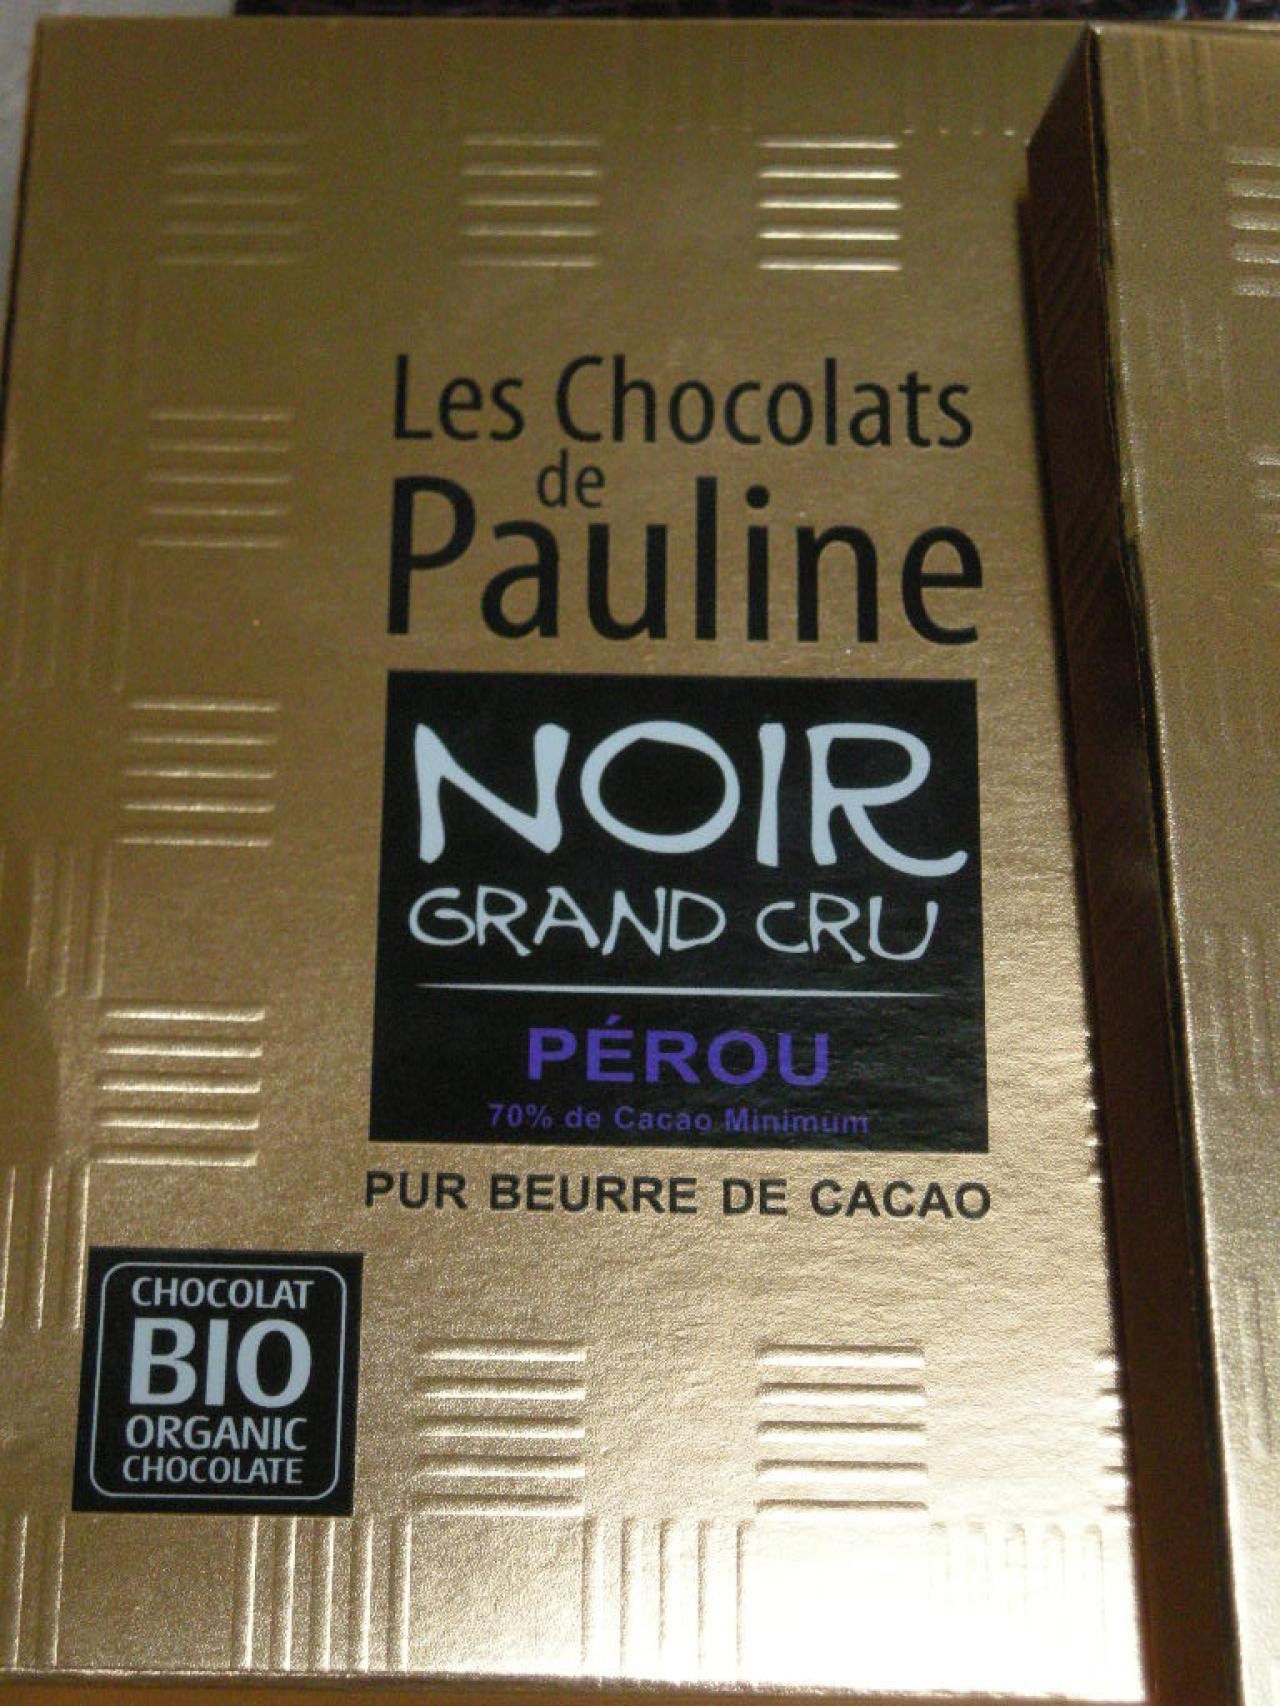 Les Chocolats
de
Pauline
NOIR
GRAND CRU
PÉROU
70% de Cacao Minimum
PUR BEURRE DE CACAO
CHOCOLAT
BIO
ORGANIC
CHOCOLATE